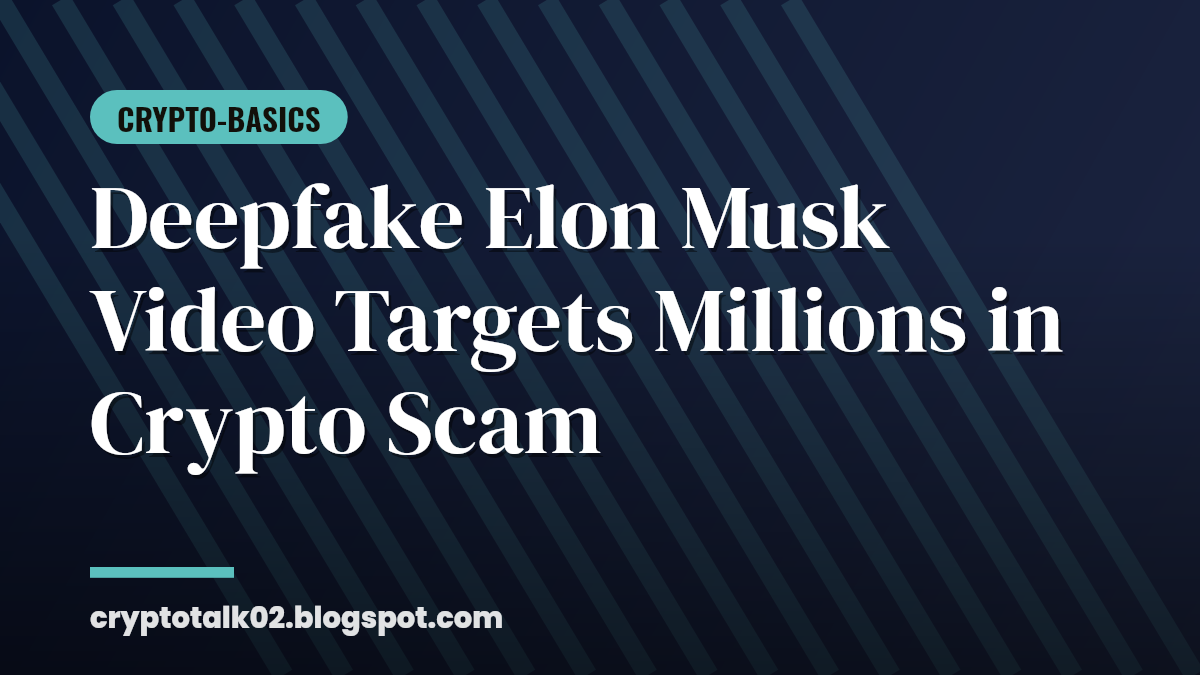 CRYPTO-BASICS
Deepfake Elon Musk
Video Targets Millions in
Crypto Scam
cryptotalk02.blogspot.com